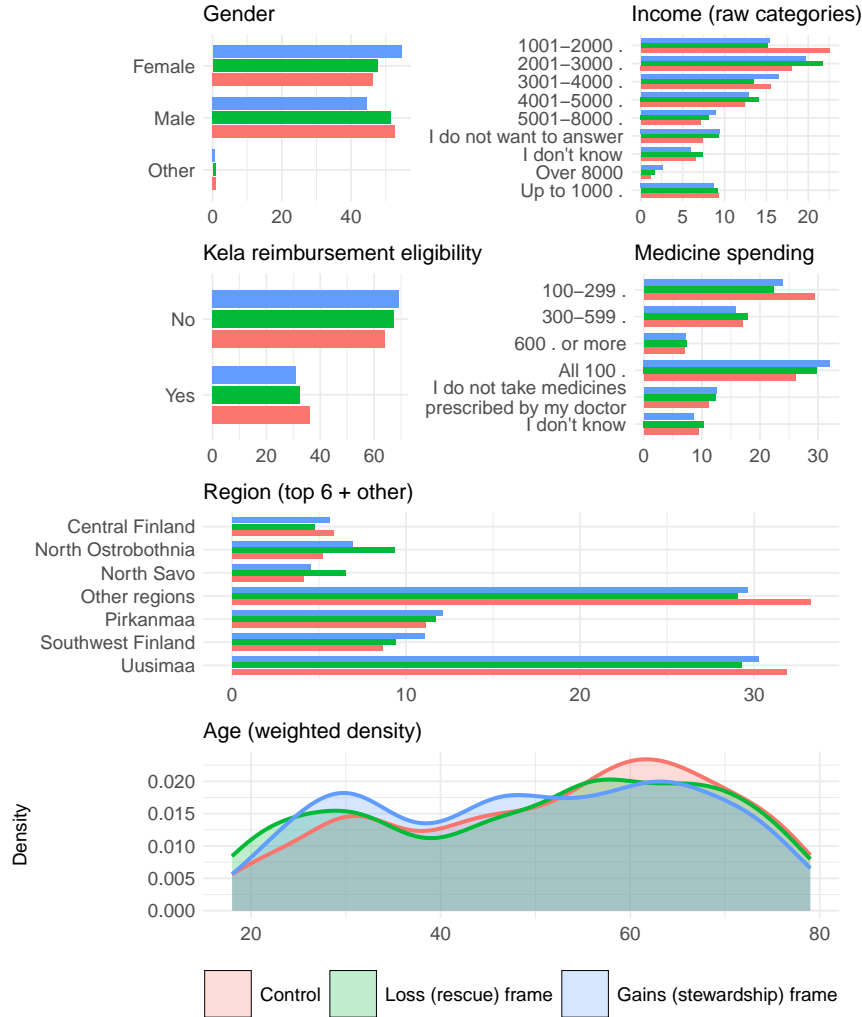 Gender
Female
Male
Other
0 20 40
Income (raw categories)
1001−2000 .
2001−3000 .
3001−4000 .
4001−5000 .
5001−8000 .
I do not want to answer
I don't know
Over 8000
Up to 1000 .
0 5 10 15 20
Kela reimbursement eligibility
No
Yes
0 20 40 60
Medicine spending
100−299 .
300−599 .
600 . or more
All 100 .
I do not take medicines
prescribed by my doctor
I don't know
0 10 20 30
Region (top 6 + other)
Central Finland
North Ostrobothnia
North Savo
Other regions
Pirkanmaa
Southwest Finland
Uusimaa
0 10 20 30
Age (weighted density)
Density
0.020
0.015
0.010
0.005
0.000
20 40 60 80
Control Loss (rescue) frame Gains (stewardship) frame